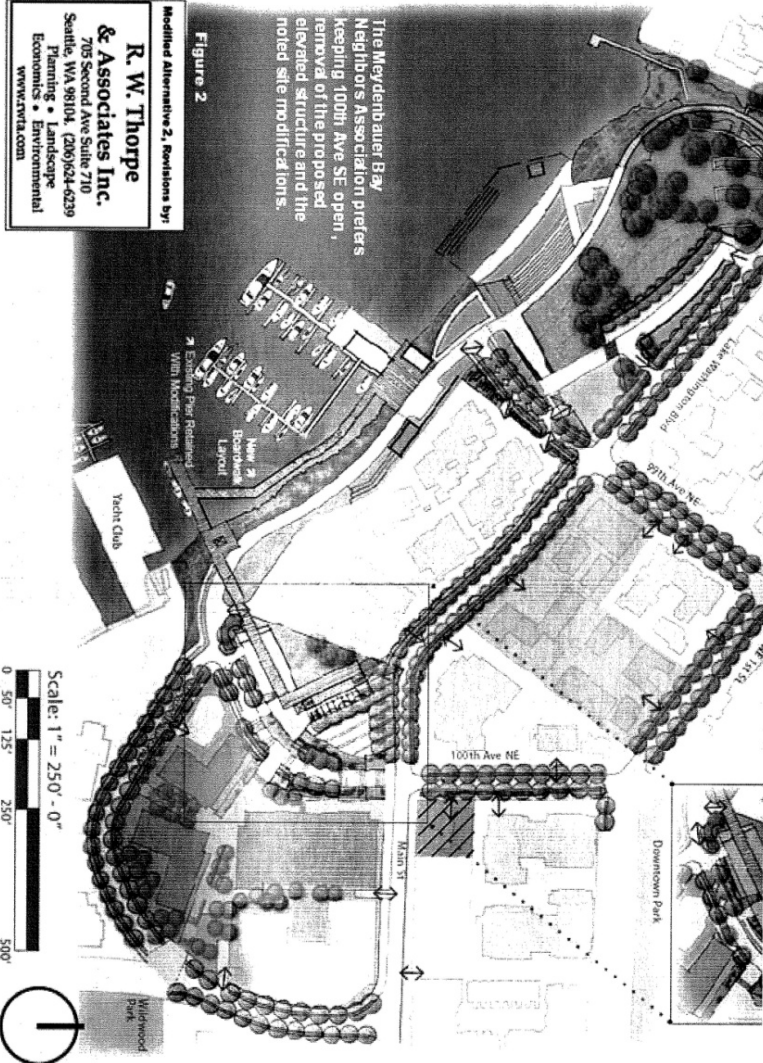 The Meydenbauer Bay
Neighbors Association prefers
keeping 100th Ave SE open,
removal of the proposed
elevated structure and the
noted site modifications.
Figure 2
Modified Alternative 2, Revisions by:
R. W. Thorpe
& Associates Inc.
705 Second Ave Suite 710
Seattle, WA 98104 (206)624-6239
Planning • Landscape
Economics • Environmental
www.rwta.com
Lake Washington Blvd
99th Ave NE
NE 1st St
100th Ave NE
Downtown Park
Main St
Existing Pier Retained
With Modifications
New
Boardwalk
Layout
Yacht Club
Wildwood
Park
Scale: 1" = 250' - 0"
0 50' 125' 250' 500'